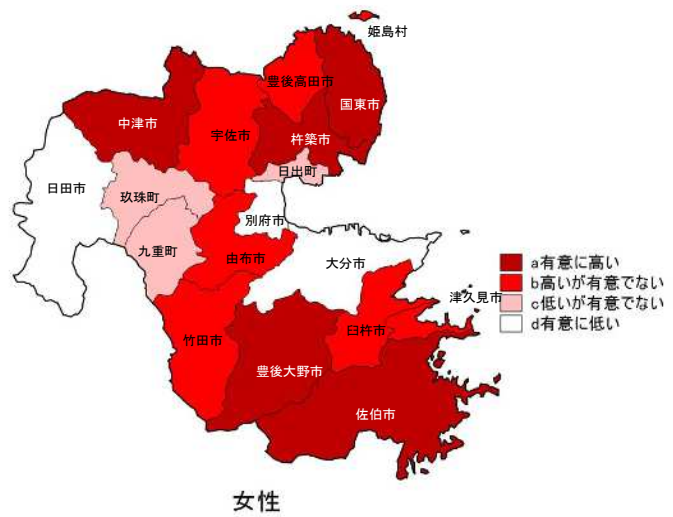 姫島村
豊後高田市
国東市
中津市
宇佐市
杵築市
日出町
日田市
玖珠町
別府市
九重町
由布市
大分市
a有意に高い
b高いが有意でない
c低いが有意でない
d有意に低い
津久見市
臼杵市
竹田市
豊後大野市
佐伯市
女性